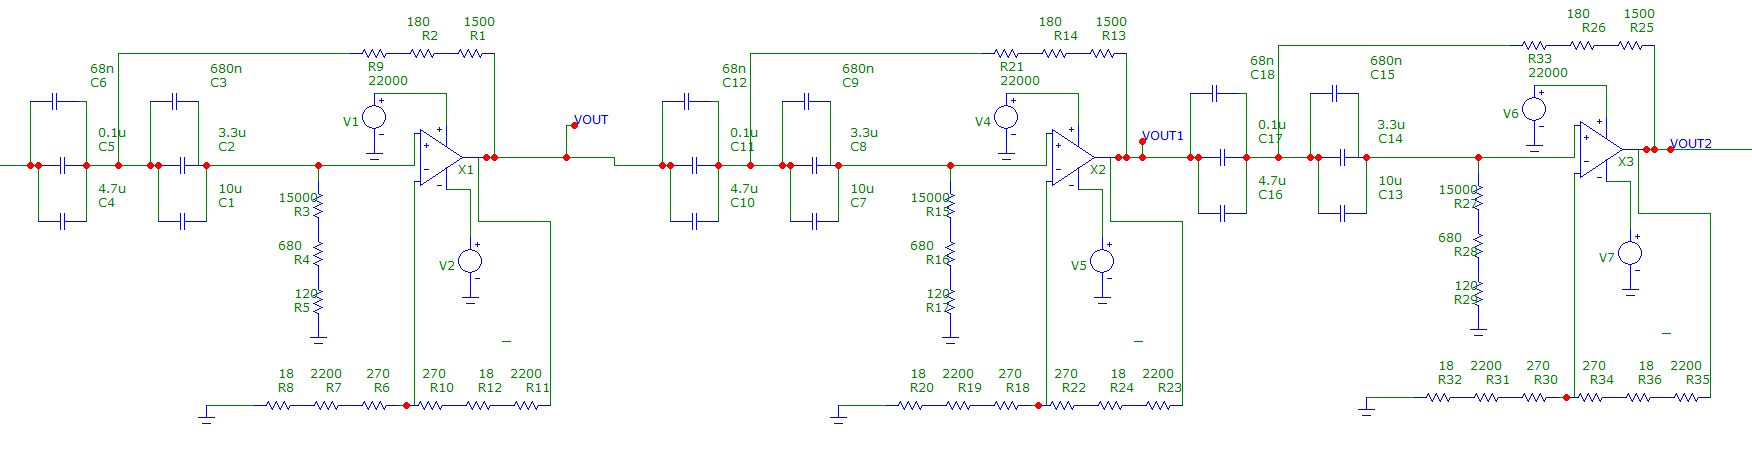 180 1500
R2 R1
68n 680n
C6 C3
R9
22000
V1
0.1u 3.3u
C5 C2
4.7u 10u
C4 C1
15000
R3
680
R4
120
R5
X1
V2
VOUT
18 2200 270 270 18 2200
R8 R7 R6 R10 R12 R11
180 1500
R14 R13
68n 680n
C12 C9
R21
22000
V4
0.1u 3.3u
C11 C8
4.7u 10u
C10 C7
15000
R15
680
R16
120
R17
X2
V5
VOUT1
18 2200 270 270 18 2200
R20 R19 R18 R22 R24 R23
180 1500
R26 R25
68n 680n
C18 C15
R33
22000
V6
0.1u 3.3u
C17 C14
4.7u 10u
C16 C13
15000
R27
680
R28
120
R29
X3
V7
VOUT2
18 2200 270 270 18 2200
R32 R31 R30 R34 R36 R35